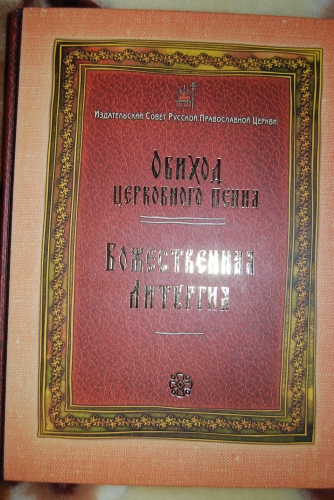 Издательский Совет Русской Православной Церкви
Обиход
церковного пения
Божественная
Литургия